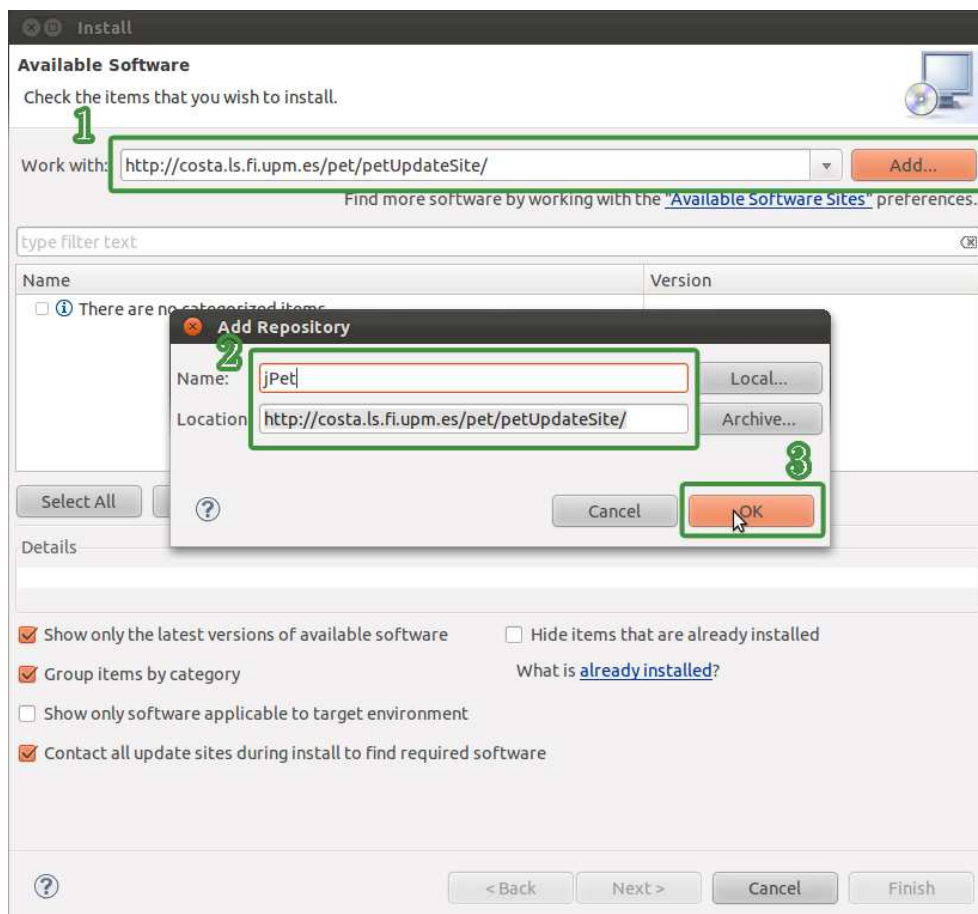 Install
Available Software
Check the items that you wish to install.
1
Work with: http://costa.ls.fi.upm.es/pet/petUpdateSite/ Add...
Find more software by working with the "Available Software Sites" preferences.
type filter text
Name Version
There are no categorized items
Add Repository
2
Name: jPet Local...
Location http://costa.ls.fi.upm.es/pet/petUpdateSite/ Archive...
3
Select All
? Cancel OK
Details
Show only the latest versions of available software Hide items that are already installed
Group items by category What is already installed?
Show only software applicable to target environment
Contact all update sites during install to find required software
? < Back Next > Cancel Finish